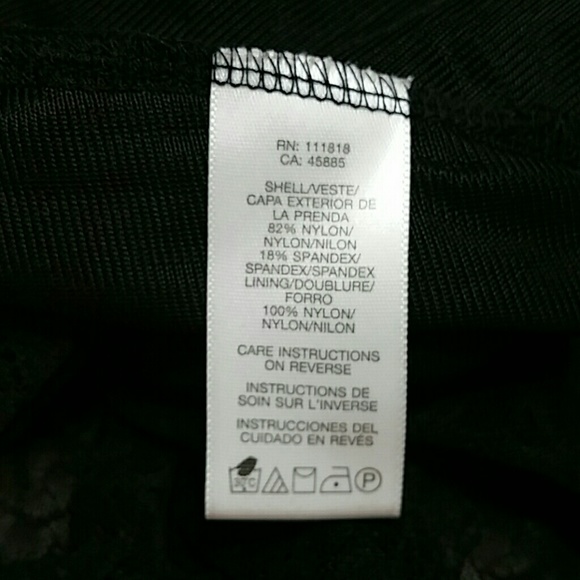 RN: 111818
CA: 45885
SHELL/VESTE/
CAPA EXTERIOR DE
LA PRENDA
82% NYLON/
NYLON/NILON
18% SPANDEX/
SPANDEX/SPANDEX
LINING/DOUBLURE/
FORRO
100% NYLON/
NYLON/NILON
CARE INSTRUCTIONS
ON REVERSE
INSTRUCTIONS DE
SOIN SUR L'INVERSE
INSTRUCCIONES DEL
CUIDADO EN REVÉS
30°C P